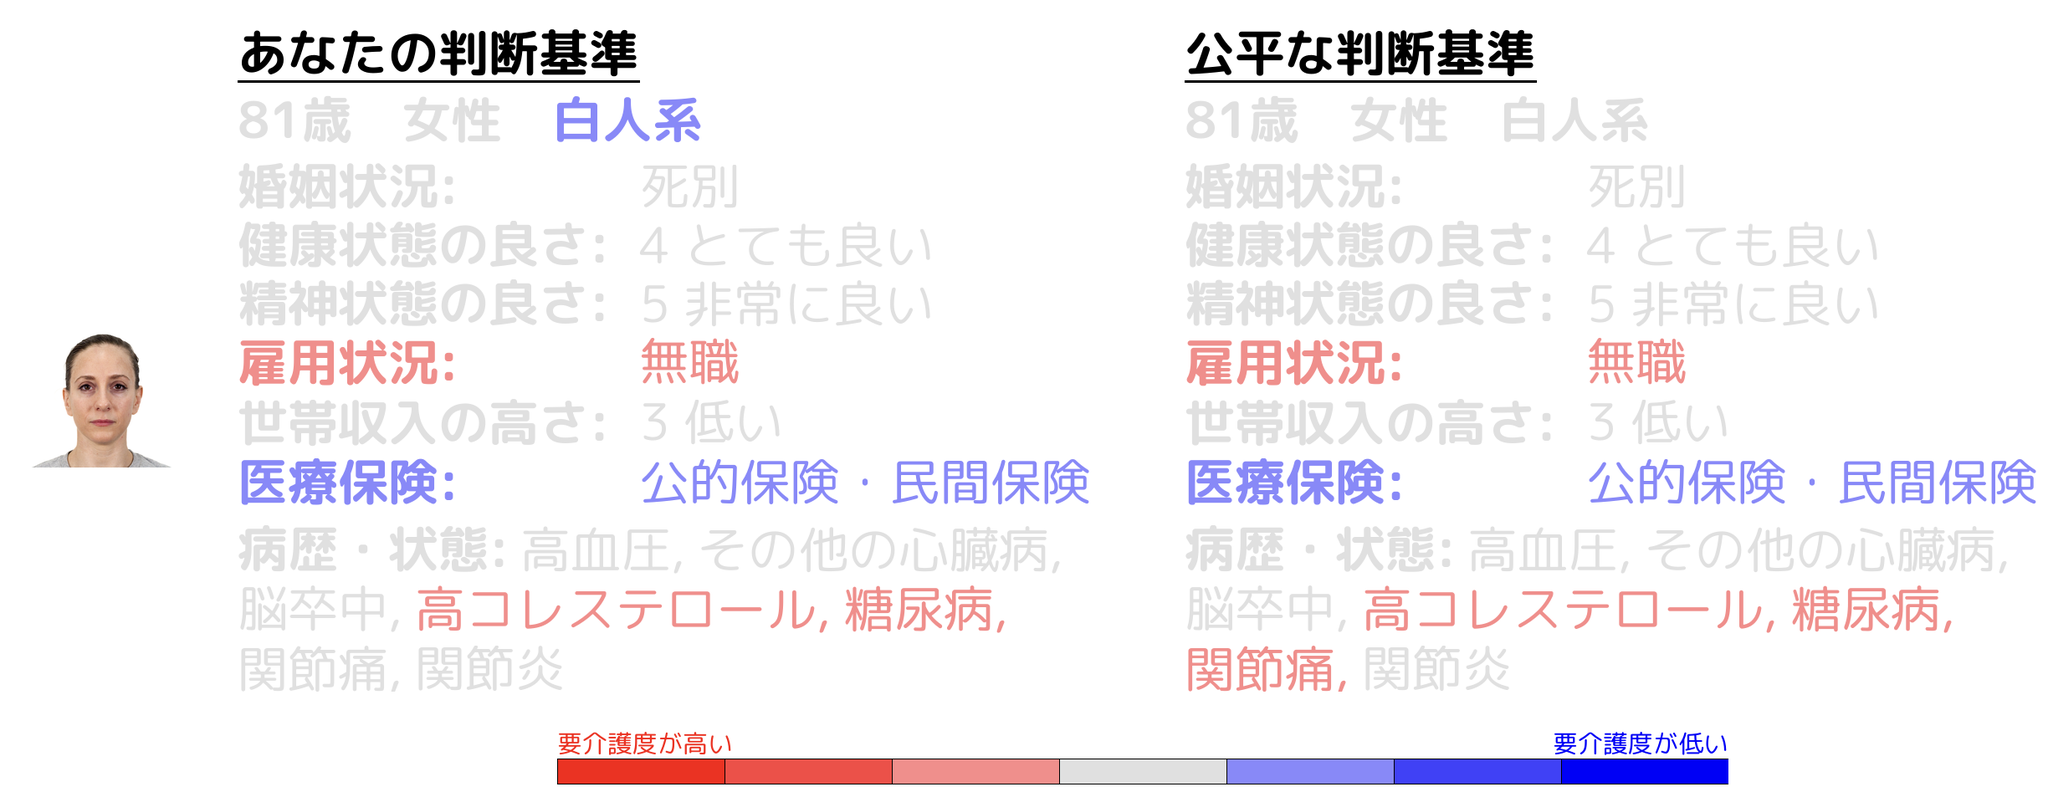 あなたの判断基準
81歳 女性 白人系
婚姻状況: 死別
健康状態の良さ: 4 とても良い
精神状態の良さ: 5 非常に良い
雇用状況: 無職
世帯収入の高さ: 3 低い
医療保険: 公的保険・民間保険
病歴・状態: 高血圧, その他の心臓病,
脳卒中, 高コレステロール, 糖尿病,
関節痛, 関節炎
公平な判断基準
81歳 女性 白人系
婚姻状況: 死別
健康状態の良さ: 4 とても良い
精神状態の良さ: 5 非常に良い
雇用状況: 無職
世帯収入の高さ: 3 低い
医療保険: 公的保険・民間保険
病歴・状態: 高血圧, その他の心臓病,
脳卒中, 高コレステロール, 糖尿病,
関節痛, 関節炎
要介護度が高い
要介護度が低い